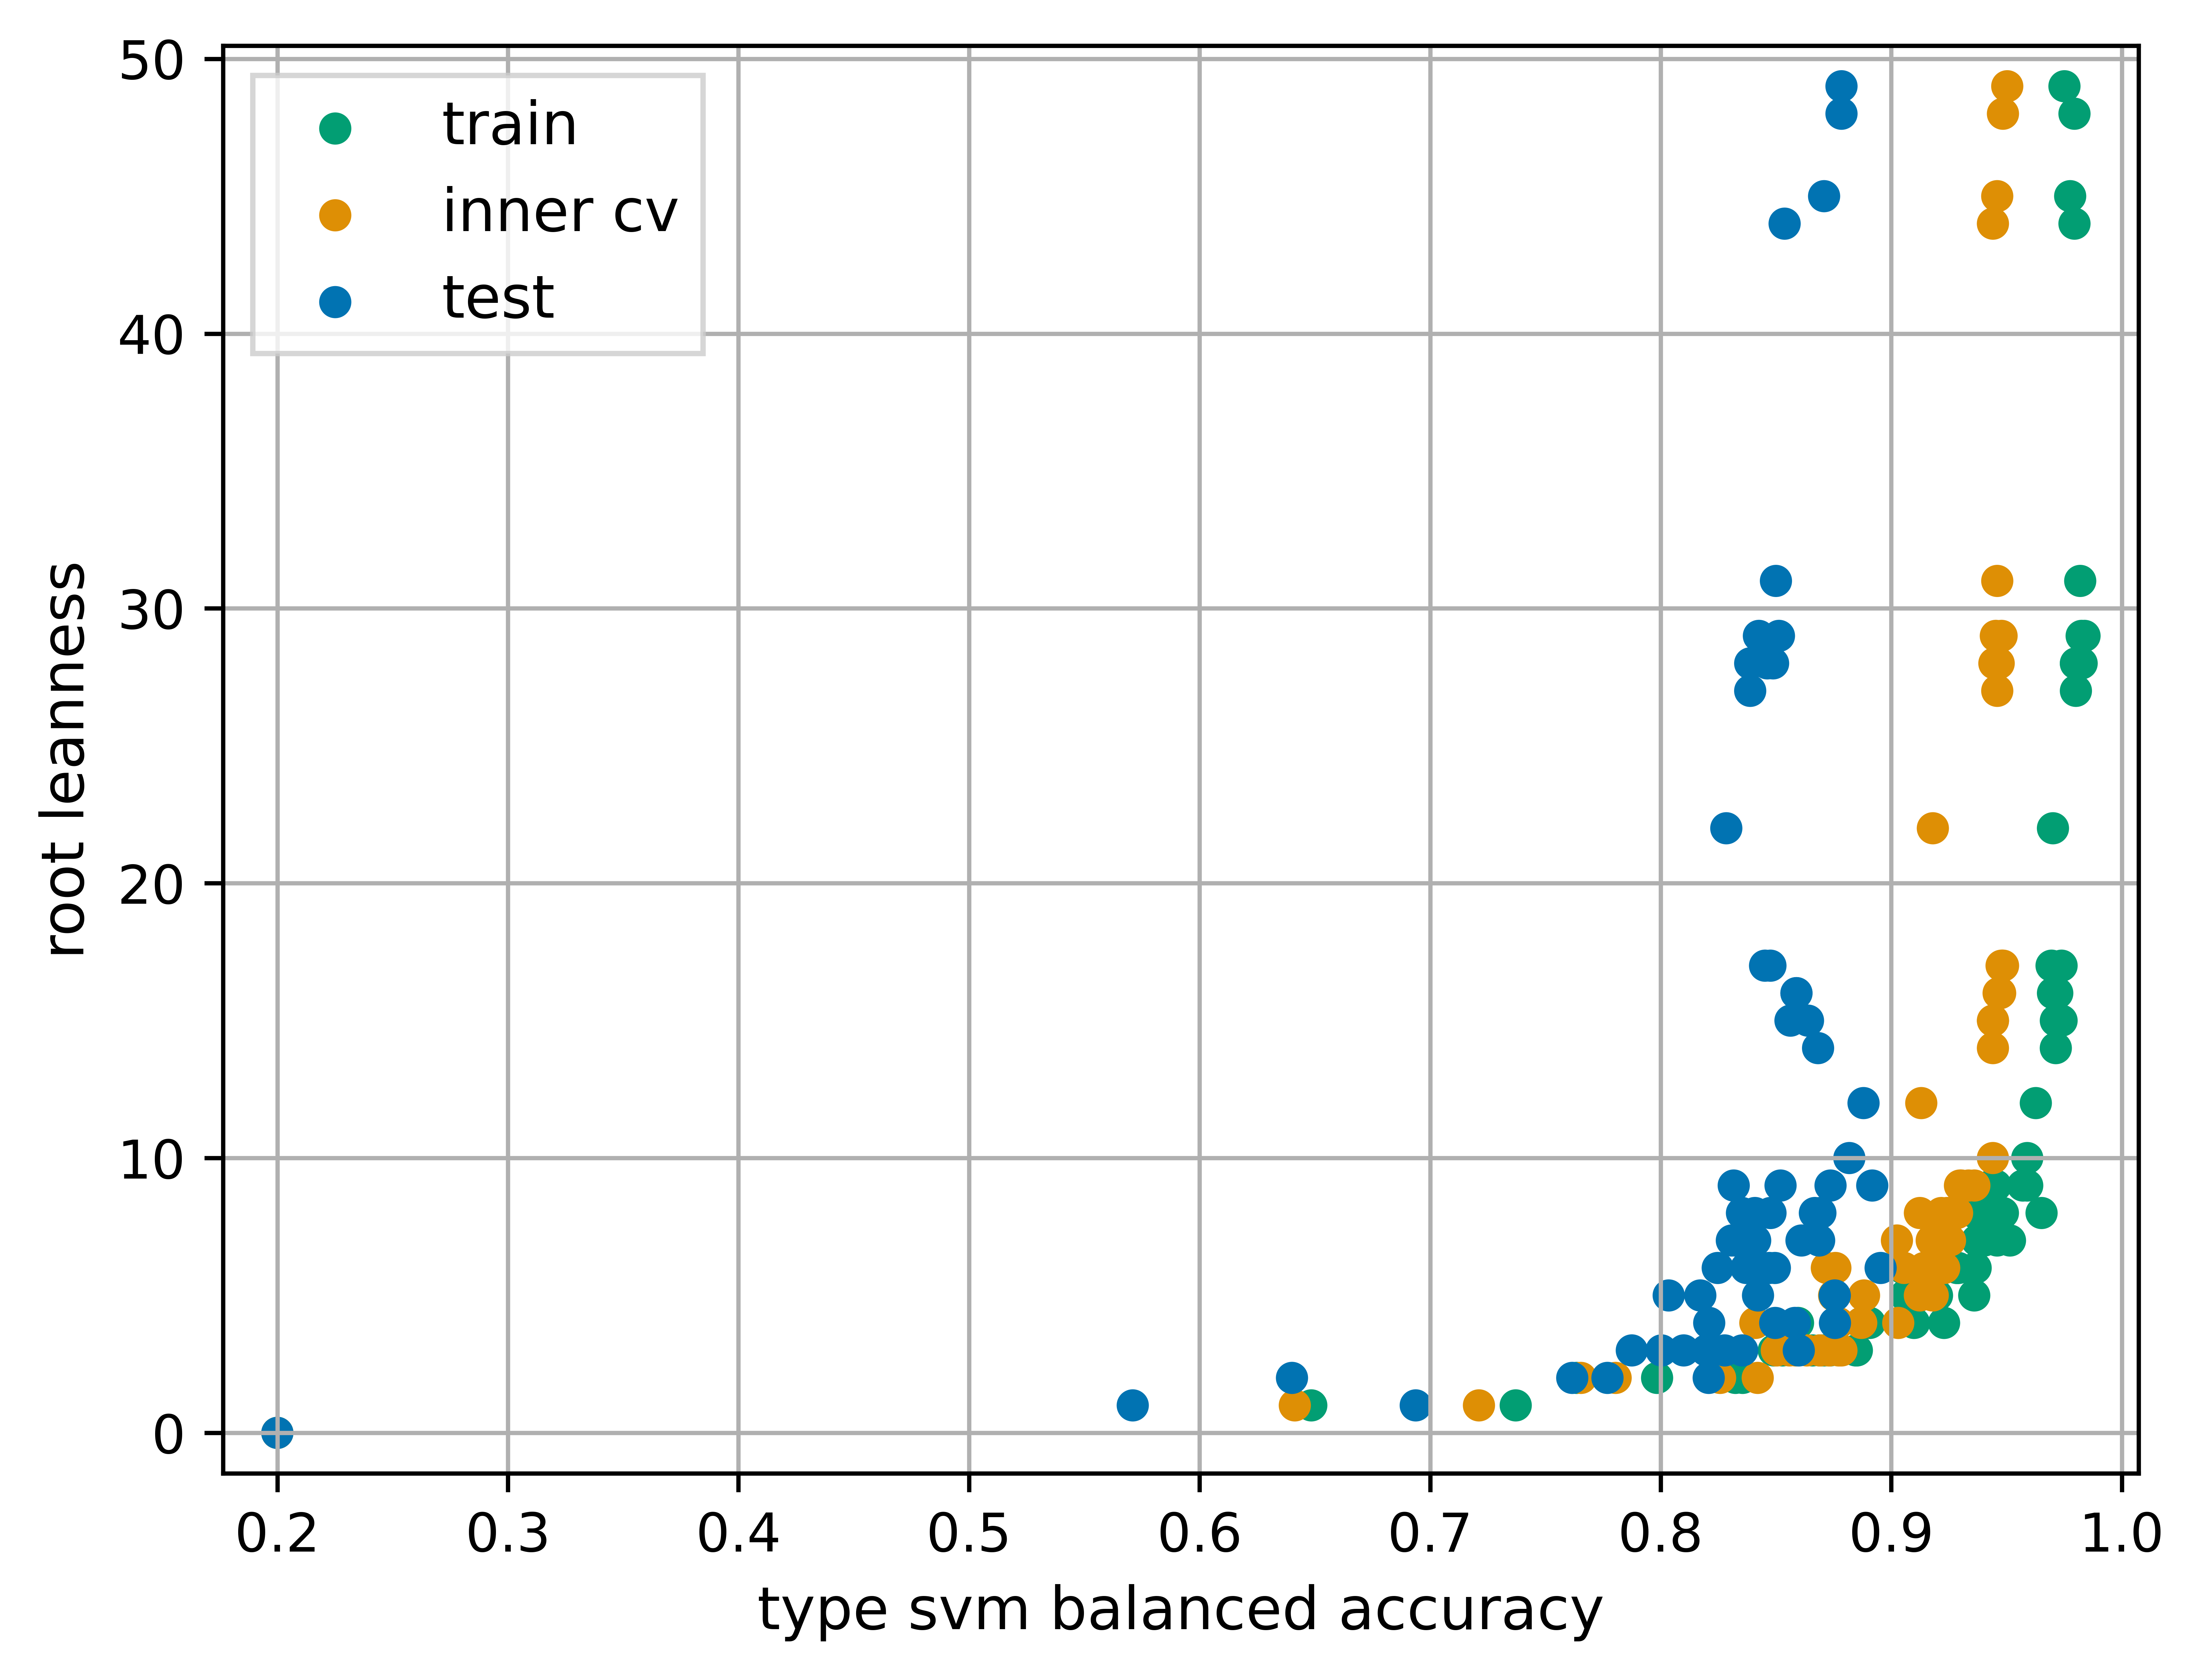 50
40
30
20
10
0
root leanness
train
inner cv
test
0.2 0.3 0.4 0.5 0.6 0.7 0.8 0.9 1.0
type svm balanced accuracy